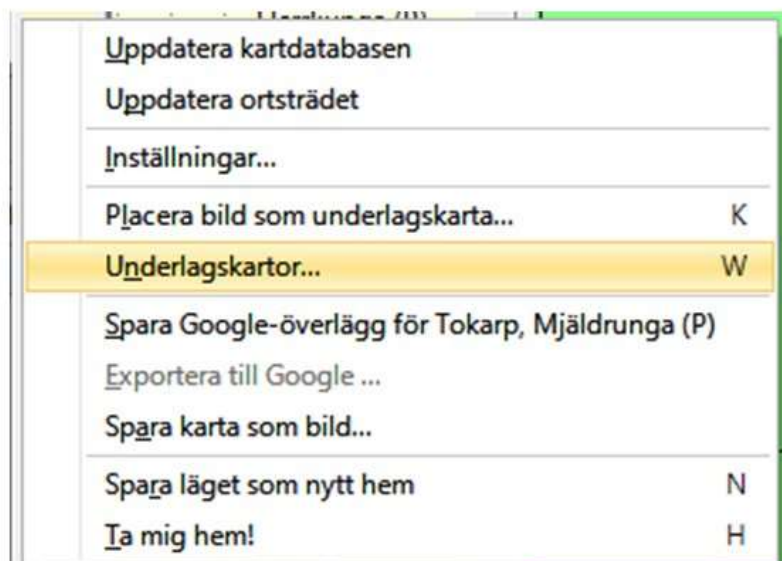 Uppdatera kartdatabasen
Uppdatera ortsträdet
Inställningar...
Placera bild som underlagskarta... K
Underlagskartor... W
Spara Google-överlägg för Tokarp, Mjäldrunga (P)
Exportera till Google ...
Spara karta som bild...
Spara läget som nytt hem N
Ta mig hem! H